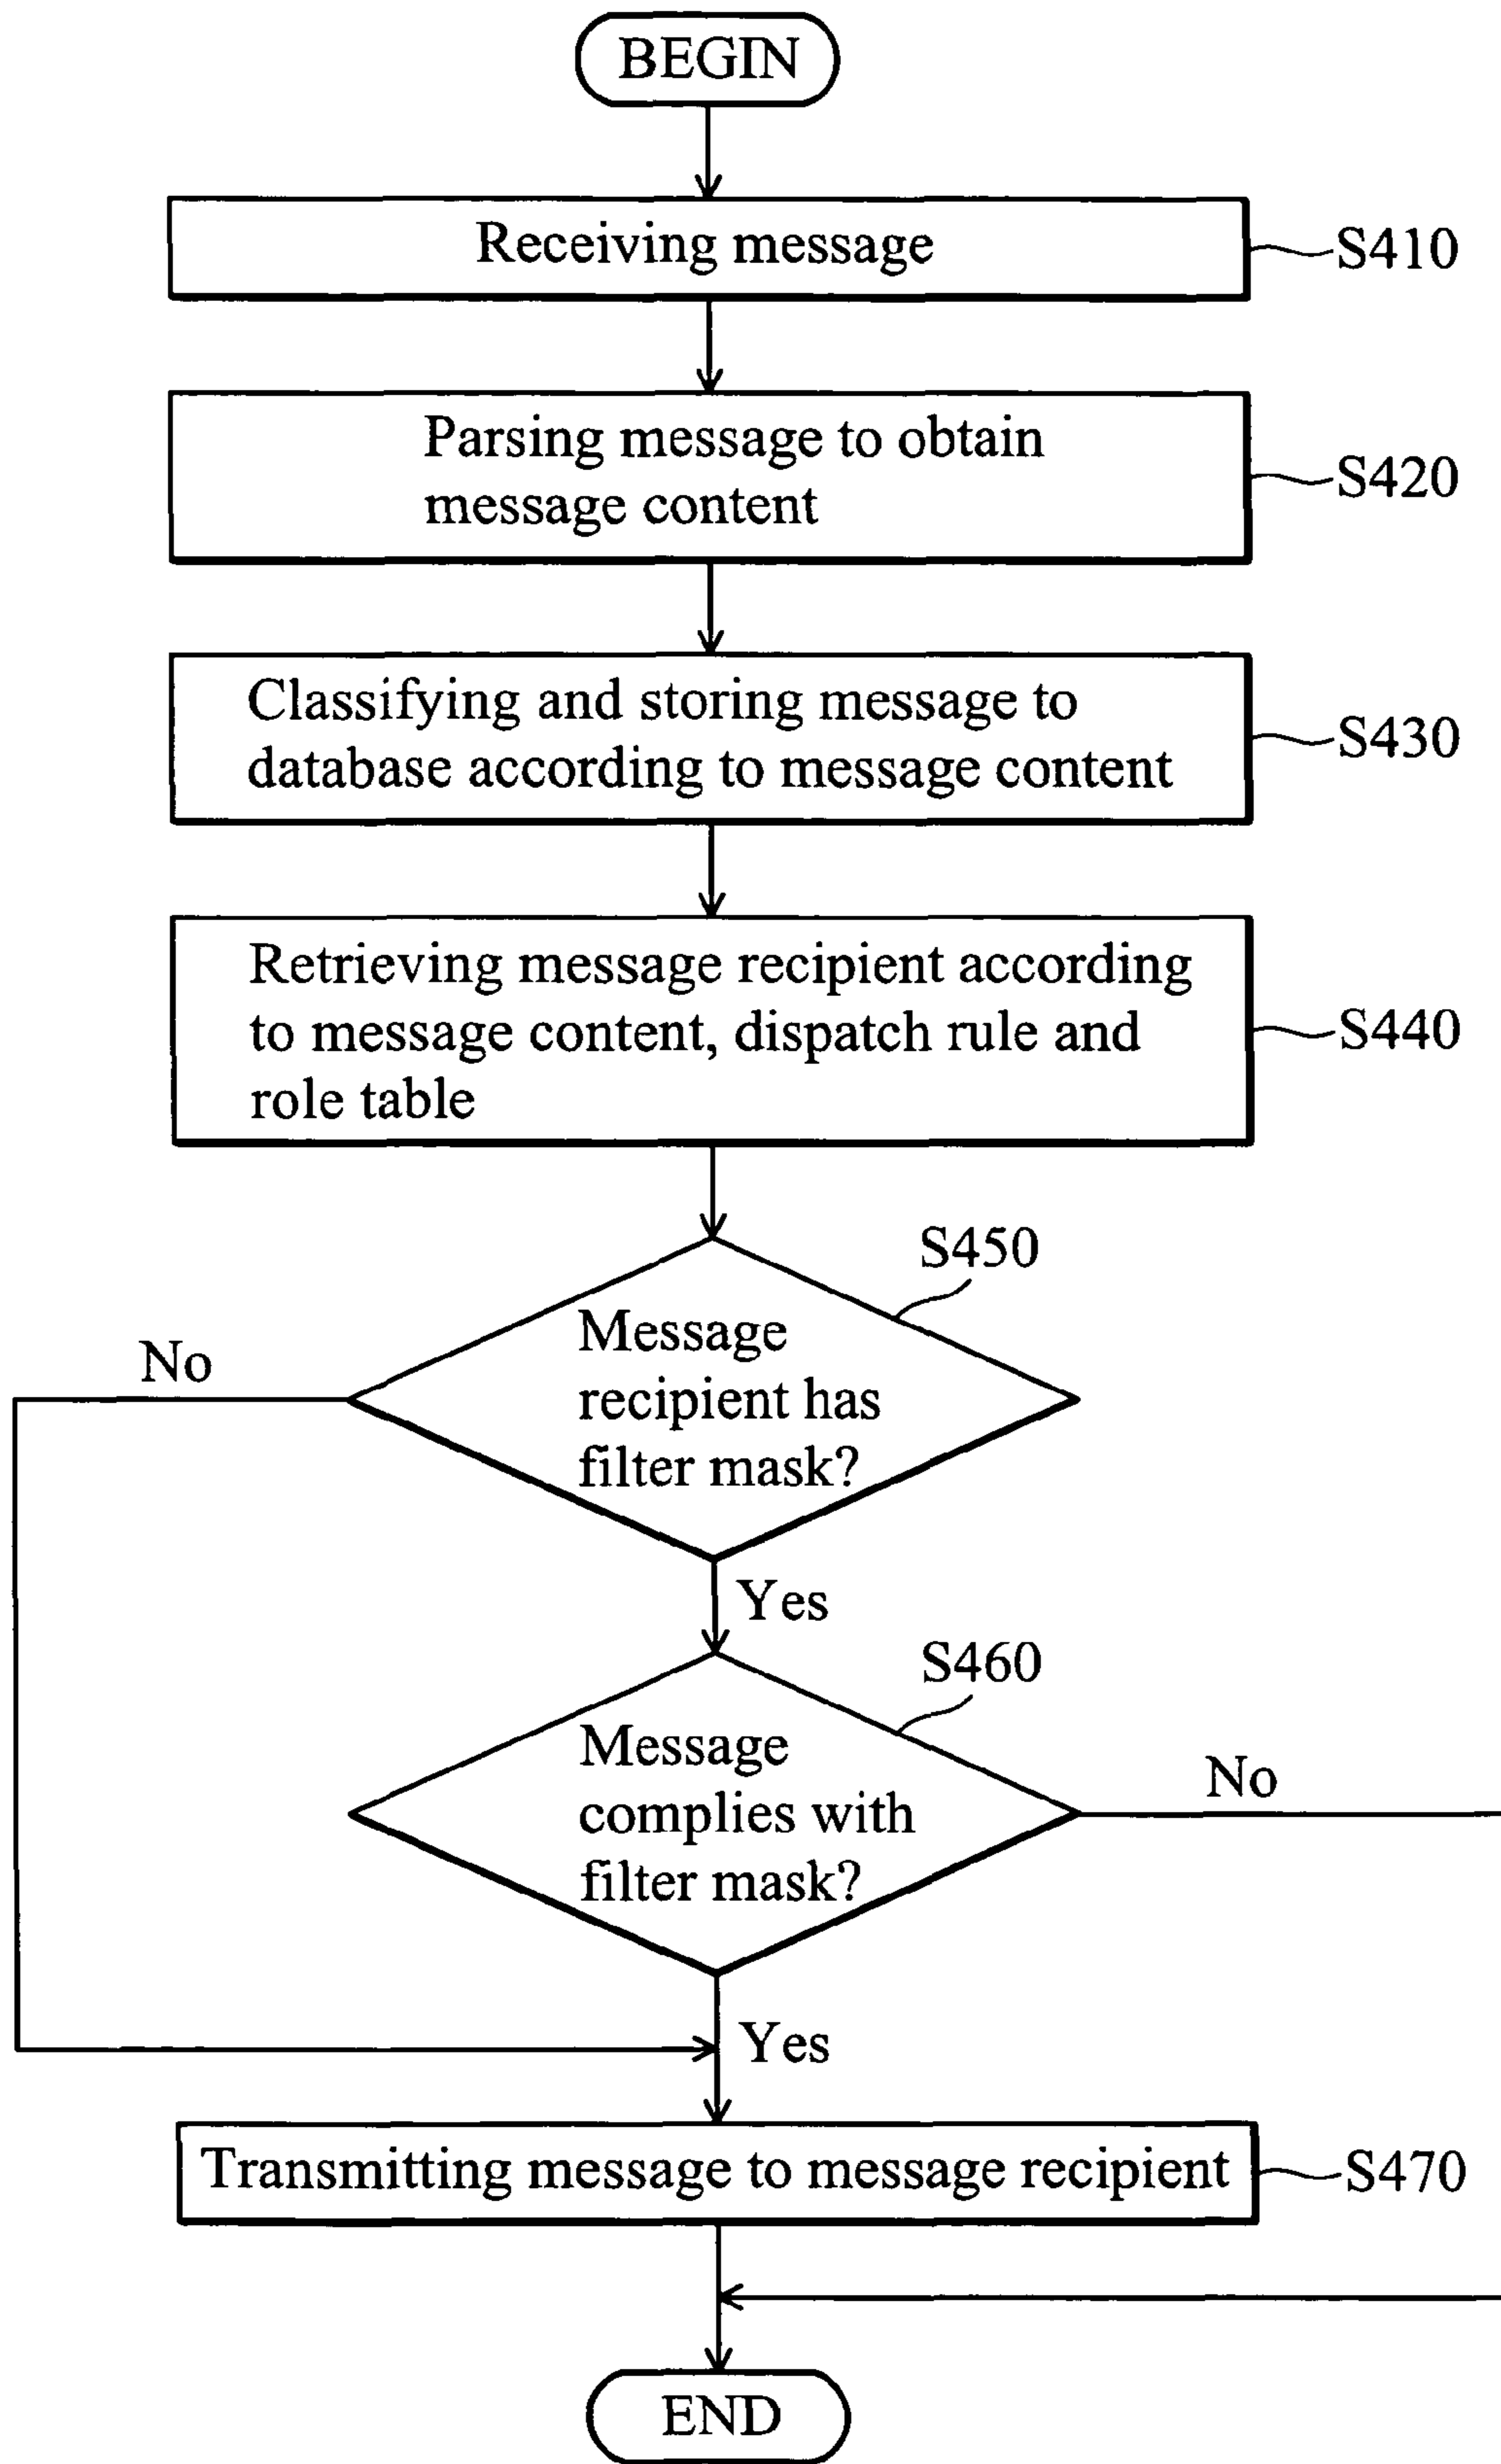 BEGIN
Receiving message
S410
Parsing message to obtain
message content
S420
Classifying and storing message to
database according to message content
S430
Retrieving message recipient according
to message content, dispatch rule and
role table
S440
S450
Message
recipient has
filter mask?
No
Yes
S460
Message
complies with
filter mask?
No
Yes
Transmitting message to message recipient
S470
END